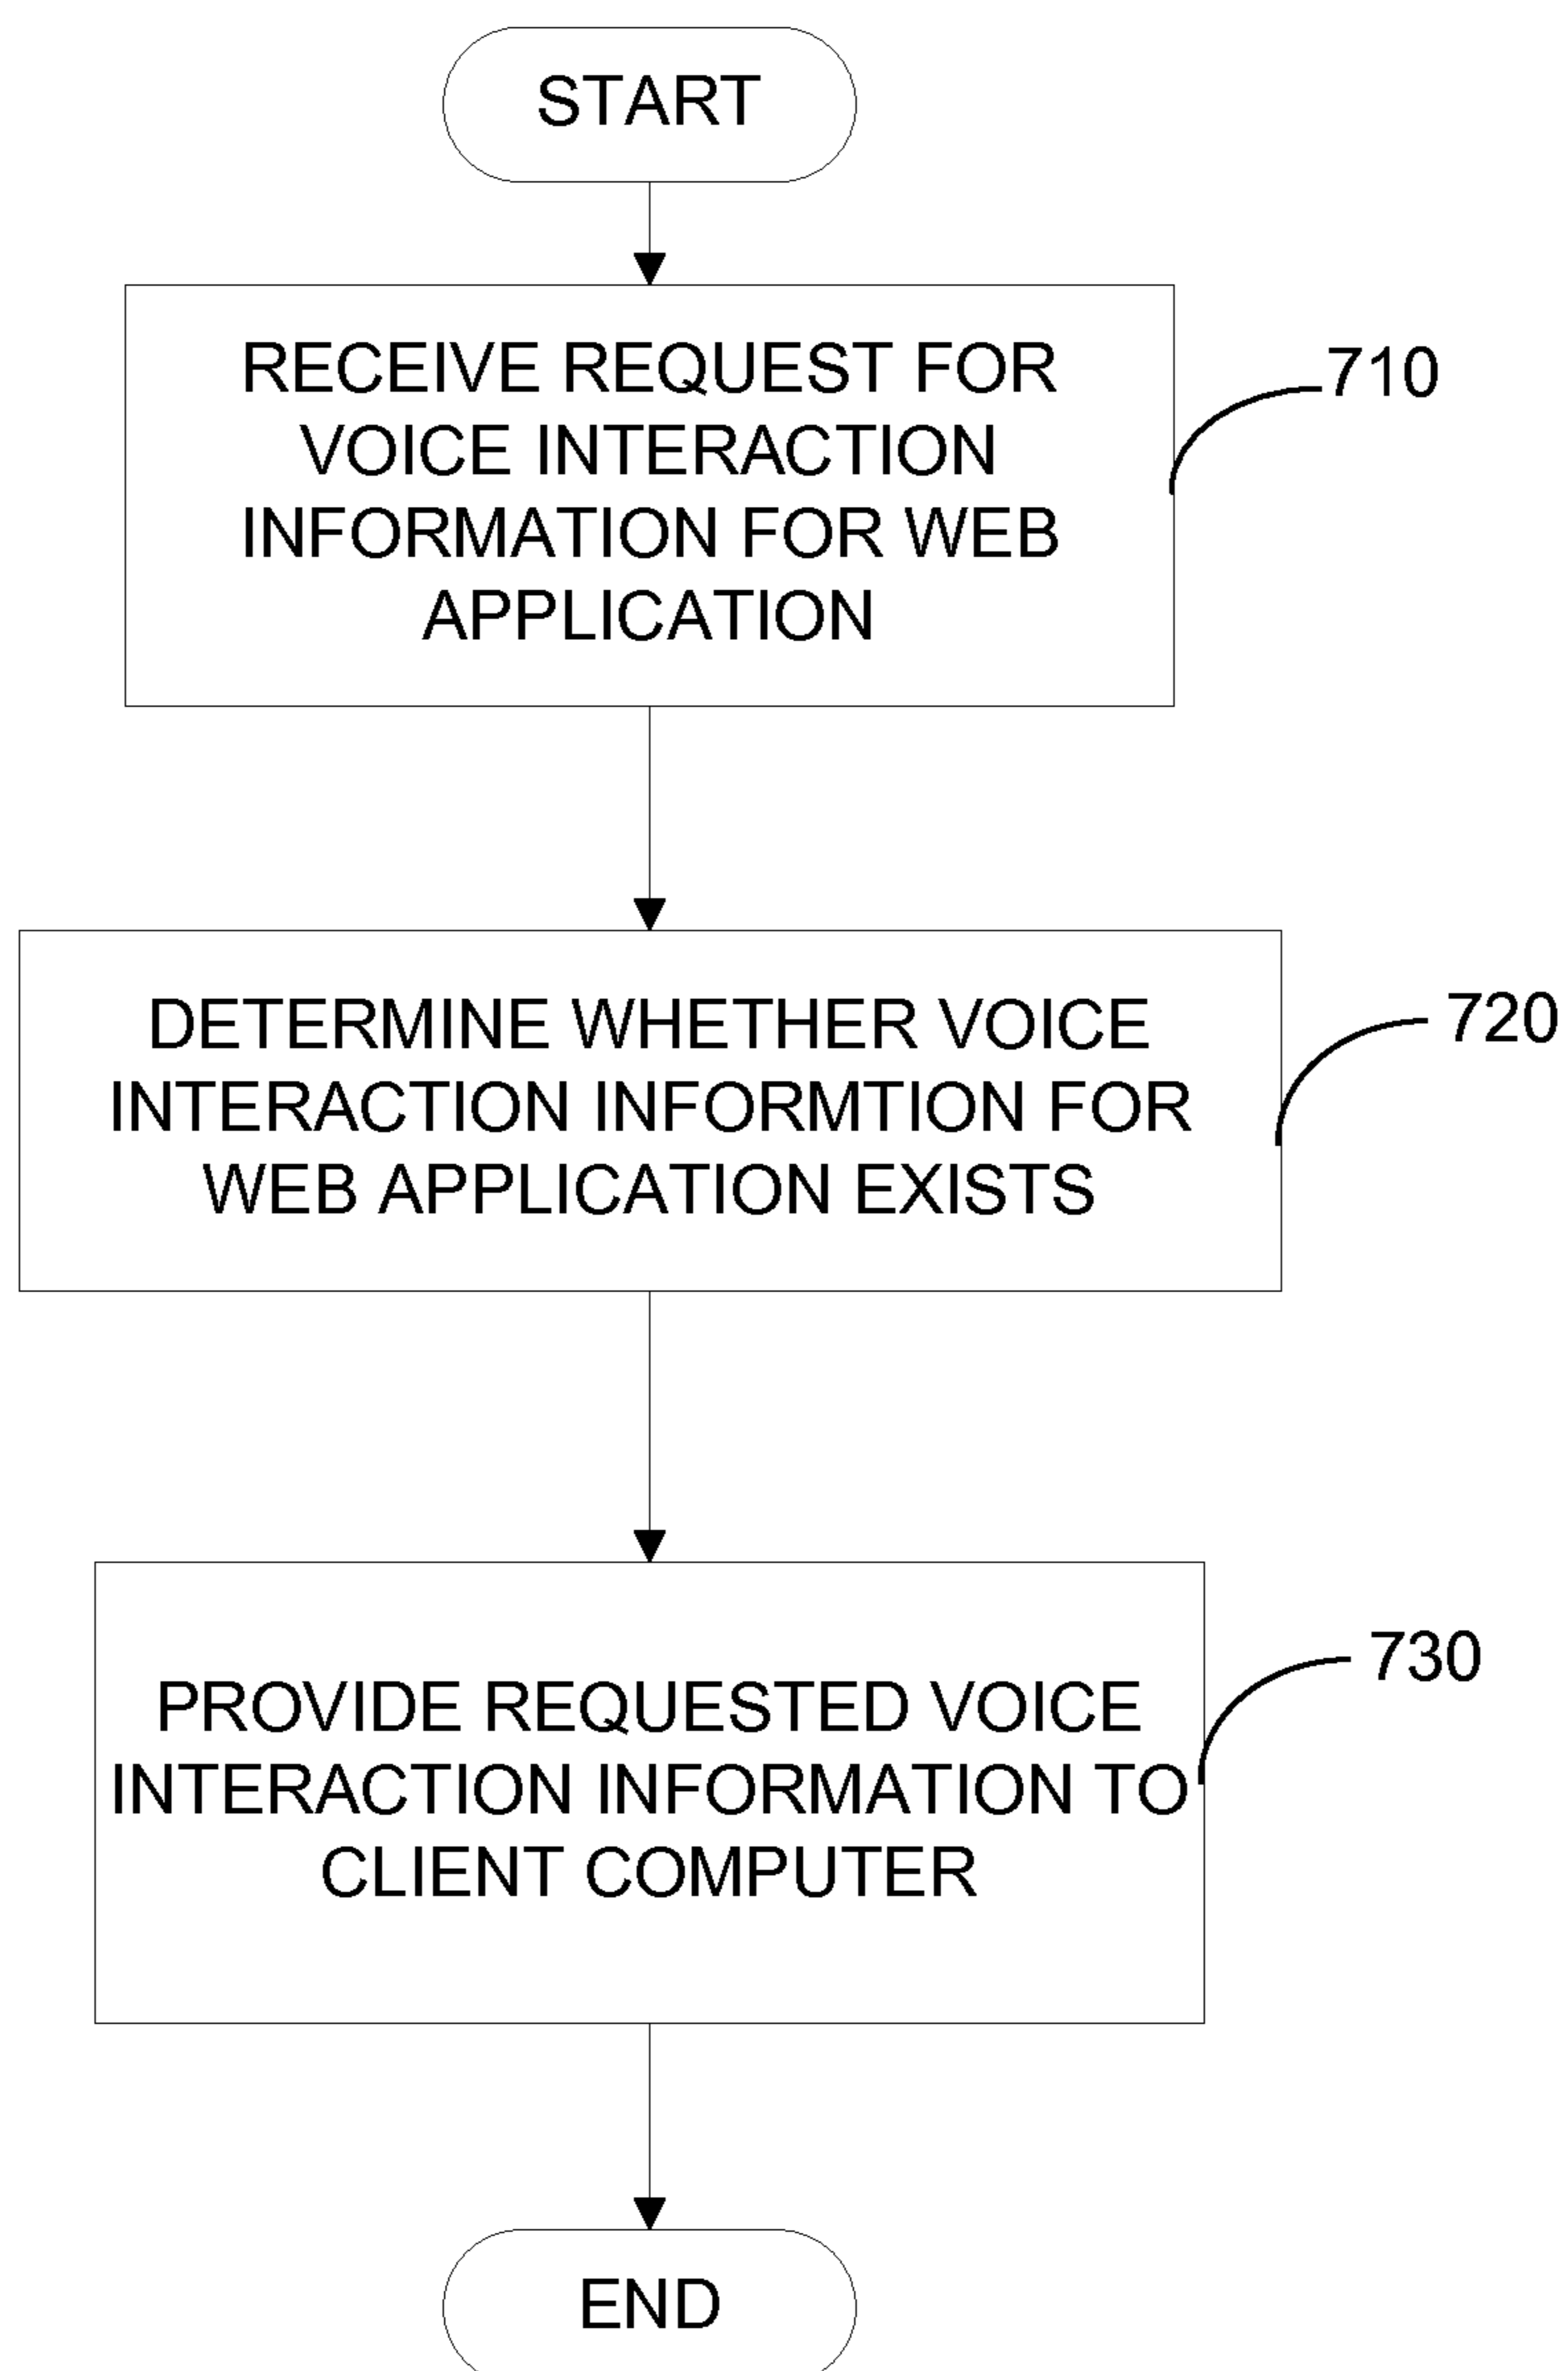 START
RECEIVE REQUEST FOR
VOICE INTERACTION
INFORMATION FOR WEB
APPLICATION
710
DETERMINE WHETHER VOICE
INTERACTION INFORMTION FOR
WEB APPLICATION EXISTS
720
PROVIDE REQUESTED VOICE
INTERACTION INFORMATION TO
CLIENT COMPUTER
730
END